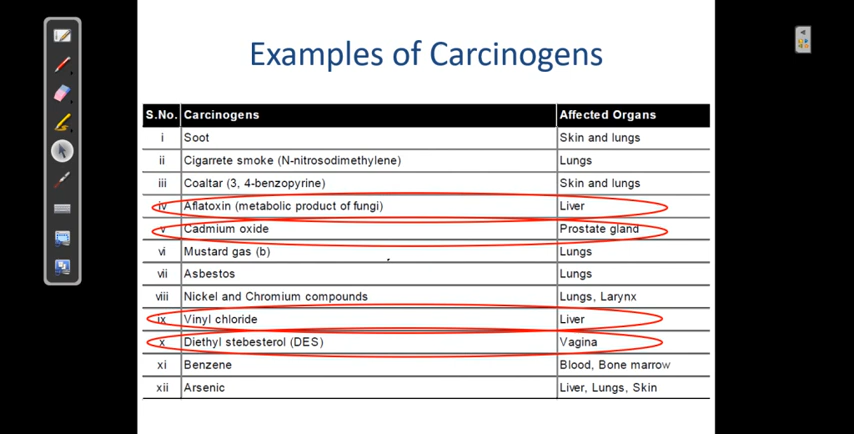 Examples of Carcinogens
S.No. Carcinogens Affected Organs
i Soot Skin and lungs
ii Cigarrete smoke (N-nitrosodimethylene) Lungs
iii Coaltar (3, 4-benzopyrine) Skin and lungs
iv Aflatoxin (metabolic product of fungi) Liver
v Cadmium oxide Prostate gland
vi Mustard gas (b) Lungs
vii Asbestos Lungs
viii Nickel and Chromium compounds Lungs, Larynx
ix Vinyl chloride Liver
x Diethyl stebesterol (DES) Vagina
xi Benzene Blood, Bone marrow
xii Arsenic Liver, Lungs, Skin